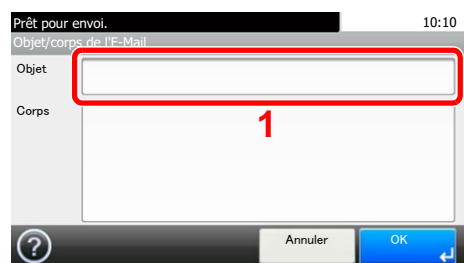 Prêt pour envoi. 10:10
Objet/corps de l'E-Mail
Objet
Corps
1
? Annuler OK